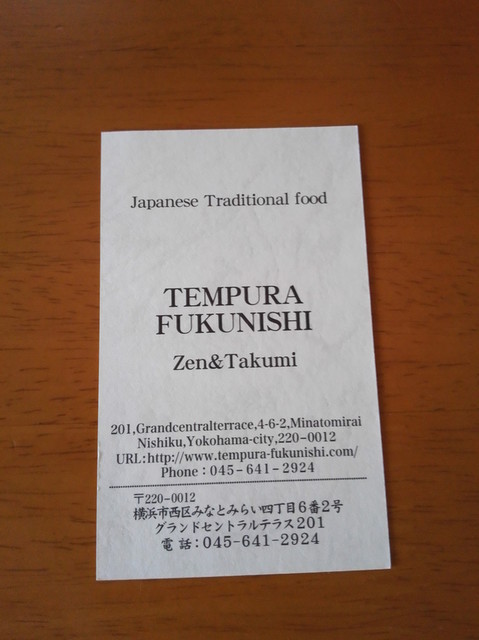 Japanese Traditional food
TEMPURA
FUKUNISHI
Zen&Takumi
201,Grandcentralterrace,4-6-2,Minatomirai
Nishiku,Yokohama-city,220-0012
URL:http://www.tempura-fukunishi.com/
Phone：045-641-2924
〒220-0012
横浜市西区みなとみらい四丁目6番2号
グランドセントラルテラス201
電話：045-641-2924